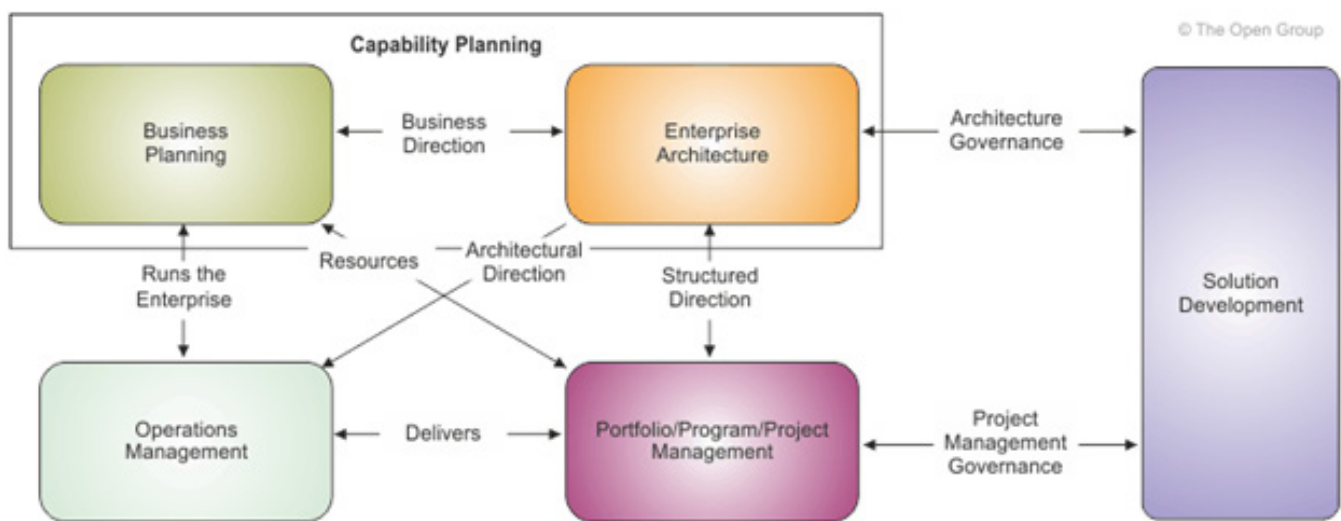 Capability Planning
© The Open Group
Business
Planning
Business
Direction
Enterprise
Architecture
Architecture
Governance
Runs the
Enterprise
Resources
Architectural
Direction
Structured
Direction
Solution
Development
Operations
Management
Delivers
Portfolio/Program/Project
Management
Project
Management
Governance